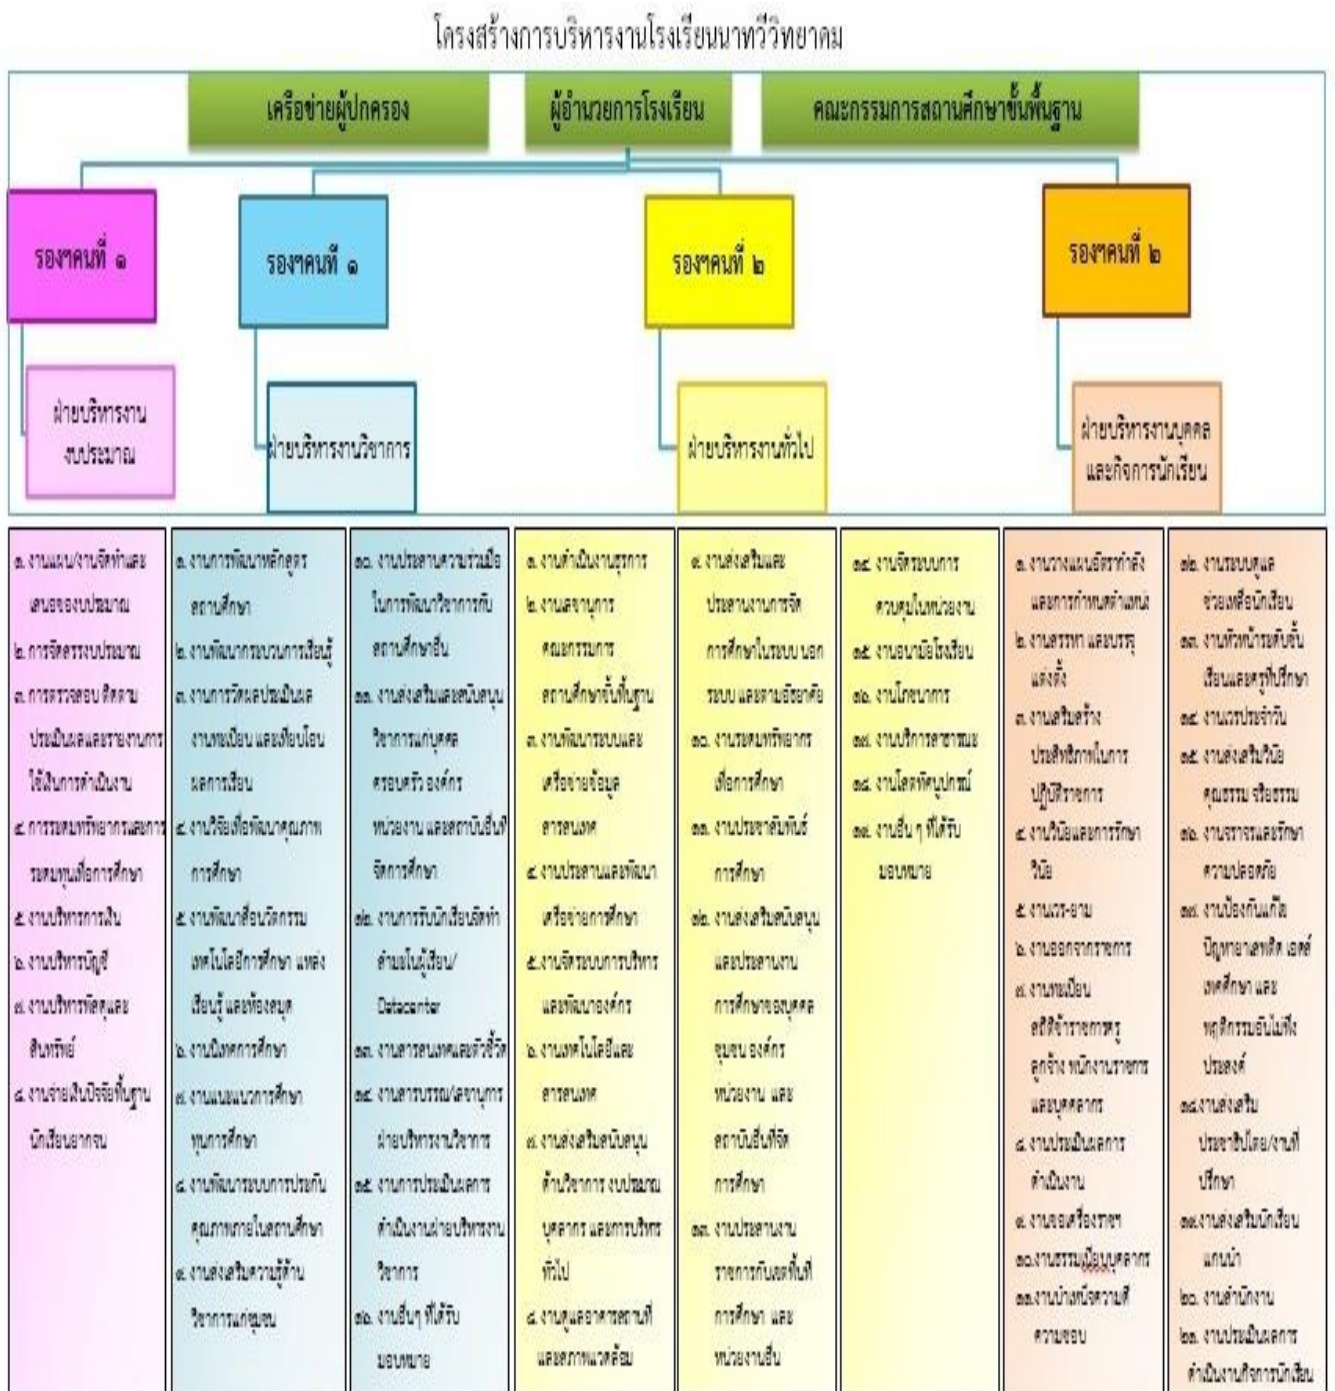 โครงสร้างการบริหารงานโรงเรียนนาทวีวิทยาคม
เครือข่ายผู้ปกครอง
ผู้อำนวยการโรงเรียน
คณะกรรมการสถานศึกษาขั้นพื้นฐาน
รองฯคนที่ ๑
รองฯคนที่ ๑
รองฯคนที่ ๒
รองฯคนที่ ๒
ฝ่ายบริหารงาน
งบประมาณ
ฝ่ายบริหารงานวิชาการ
ฝ่ายบริหารงานทั่วไป
ฝ่ายบริหารงานบุคคล
และกิจการนักเรียน
๑. งานแผน/งานจัดทำและ
เสนอของบประมาณ
๒. การจัดสรรงบประมาณ
๓. การตรวจสอบ ติดตาม
ประเมินผลและรายงานการ
ใช้เงินการดำเนินงาน
๔. การระดมทรัพยากรและการ
ระดมทุนเพื่อการศึกษา
๕. งานบริหารการเงิน
๖. งานบริหารบัญชี
๗. งานบริหารพัสดุและ
สินทรัพย์
๘. งานจ่ายเงินปัจจัยพื้นฐาน
นักเรียนยากจน
๑. งานการพัฒนาหลักสูตร
สถานศึกษา
๒. งานพัฒนากระบวนการเรียนรู้
๓. งานการวัดผลประเมินผล
งานทะเบียน และเทียบโอน
ผลการเรียน
๔. งานวิจัยเพื่อพัฒนาคุณภาพ
การศึกษา
๕. งานพัฒนาสื่อนวัตกรรม
เทคโนโลยีการศึกษา แหล่ง
เรียนรู้ และห้องสมุด
๖. งานนิเทศการศึกษา
๗. งานแนะแนวการศึกษา
ทุนการศึกษา
๘. งานพัฒนาระบบการประกัน
คุณภาพภายในสถานศึกษา
๙. งานส่งเสริมความรู้ด้าน
วิชาการแก่ชุมชน
๑๐. งานประสานความร่วมมือ
ในการพัฒนาวิชาการกับ
สถานศึกษาอื่น
๑๑. งานส่งเสริมและสนับสนุน
วิชาการแก่บุคคล
ครอบครัว องค์กร
หน่วยงาน และสถาบันอื่นที่
จัดการศึกษา
๑๒. งานการรับนักเรียนจัดทำ
สำมะโนผู้เรียน/
Datacenter
๑๓. งานสารสนเทศและตัวชี้วัด
๑๔. งานสารบรรณ/เลขานุการ
ฝ่ายบริหารงานวิชาการ
๑๕. งานการประเมินผลการ
ดำเนินงานฝ่ายบริหารงาน
วิชาการ
๑๖. งานอื่นๆ ที่ได้รับ
มอบหมาย
๑. งานดำเนินงานธุรการ
๒. งานเลขานุการ
คณะกรรมการ
สถานศึกษาขั้นพื้นฐาน
๓. งานพัฒนาระบบและ
เครือข่ายข้อมูล
สารสนเทศ
๔. งานประสานและพัฒนา
เครือข่ายการศึกษา
๕.งานจัดระบบการบริหาร
และพัฒนาองค์กร
๖. งานเทคโนโลยีและ
สารสนเทศ
๗. งานส่งเสริมสนับสนุน
ด้านวิชาการ งบประมาณ
บุคลากร และการบริหาร
ทั่วไป
๘. งานดูแลอาคารสถานที่
และสภาพแวดล้อม
๙. งานส่งเสริมและ
ประสานงานการจัด
การศึกษาในระบบ นอก
ระบบ และตามอัธยาศัย
๑๐. งานระดมทรัพยากร
เพื่อการศึกษา
๑๑. งานประชาสัมพันธ์
การศึกษา
๑๒. งานส่งเสริมสนับสนุน
และประสานงาน
การศึกษาของบุคคล
ชุมชน องค์กร
หน่วยงาน และ
สถาบันอื่นที่จัด
การศึกษา
๑๓. งานประสานงาน
ราชการกับเขตพื้นที่
การศึกษา และ
หน่วยงานอื่น
๑๔. งานจัดระบบการ
ควบคุมในหน่วยงาน
๑๕. งานอนามัยโรงเรียน
๑๖. งานโภชนาการ
๑๗. งานบริการสาธารณะ
๑๘. งานโสตทัศนูปกรณ์
๑๙. งานอื่น ๆ ที่ได้รับ
มอบหมาย
๑. งานวางแผนอัตรากำลัง
และการกำหนดตำแหน่ง
๒. งานสรรหา และบรรจุ
แต่งตั้ง
๓. งานเสริมสร้าง
ประสิทธิภาพในการ
ปฏิบัติราชการ
๔. งานวินัยและการรักษา
วินัย
๕. งานเวร-ยาม
๖. งานออกจากราชการ
๗. งานทะเบียน
สถิติข้าราชการครู
ลูกจ้าง พนักงานราชการ
และบุคลากร
๘. งานประเมินผลการ
ดำเนินงาน
๙. งานขอเครื่องราชฯ
๑๐.งานธรรมเนียบบุคลากร
๑๑.งานบำเหน็จความดี
ความชอบ
๑๒. งานระบบดูแล
ช่วยเหลือนักเรียน
๑๓. งานหัวหน้าระดับชั้น
เรียนและครูที่ปรึกษา
๑๔. งานเวรประจำวัน
๑๕. งานส่งเสริมวินัย
คุณธรรม จริยธรรม
๑๖. งานจราจรและรักษา
ความปลอดภัย
๑๗. งานป้องกันแก้ไข
ปัญหายาเสพติด เอดส์
เพศศึกษา และ
พฤติกรรมอันไม่พึง
ประสงค์
๑๘.งานส่งเสริม
ประชาธิปไตย/งานที่
ปรึกษา
๑๙.งานส่งเสริมนักเรียน
แกนนำ
๒๐. งานสำนักงาน
๒๑. งานประเมินผลการ
ดำเนินงานกิจการนักเรียน